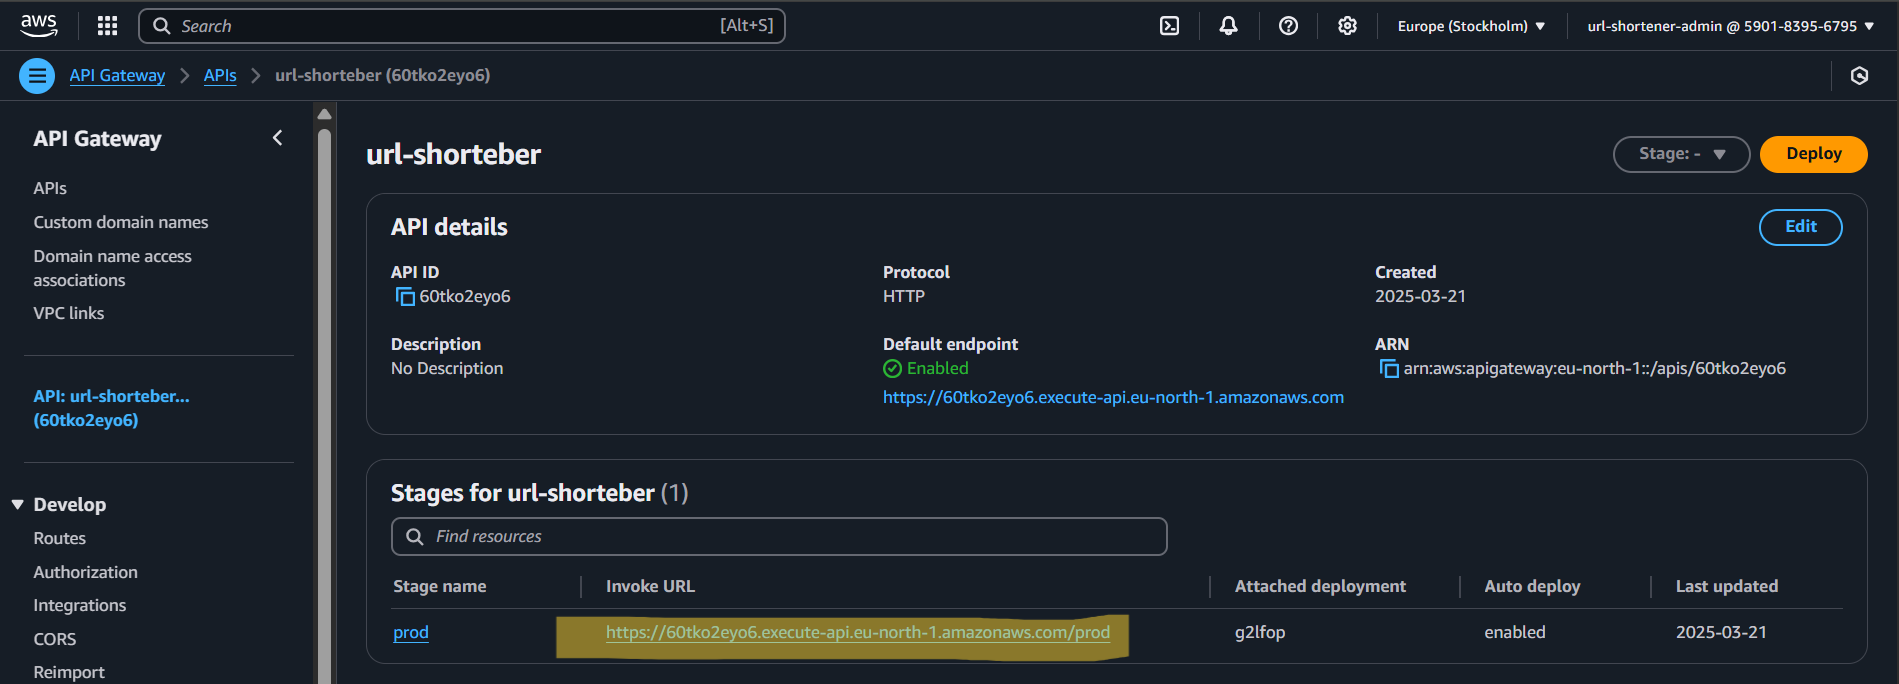 aws
Search [Alt+S]
Europe (Stockholm)
url-shortener-admin @ 5901-8395-6795
API Gateway
APIs
url-shorteber (60tko2eyo6)
API Gateway
APIs
Custom domain names
Domain name access
associations
VPC links
API: url-shorteber...
(60tko2eyo6)
Develop
Routes
Authorization
Integrations
CORS
Reimport
url-shorteber
Stage: -
Deploy
API details
Edit
API ID
60tko2eyo6
Protocol
HTTP
Created
2025-03-21
Description
No Description
Default endpoint
Enabled
https://60tko2eyo6.execute-api.eu-north-1.amazonaws.com
ARN
arn:aws:apigateway:eu-north-1::/apis/60tko2eyo6
Stages for url-shorteber (1)
Find resources
Stage name Invoke URL Attached deployment Auto deploy Last updated
prod https://60tko2eyo6.execute-api.eu-north-1.amazonaws.com/prod g2lfop enabled 2025-03-21